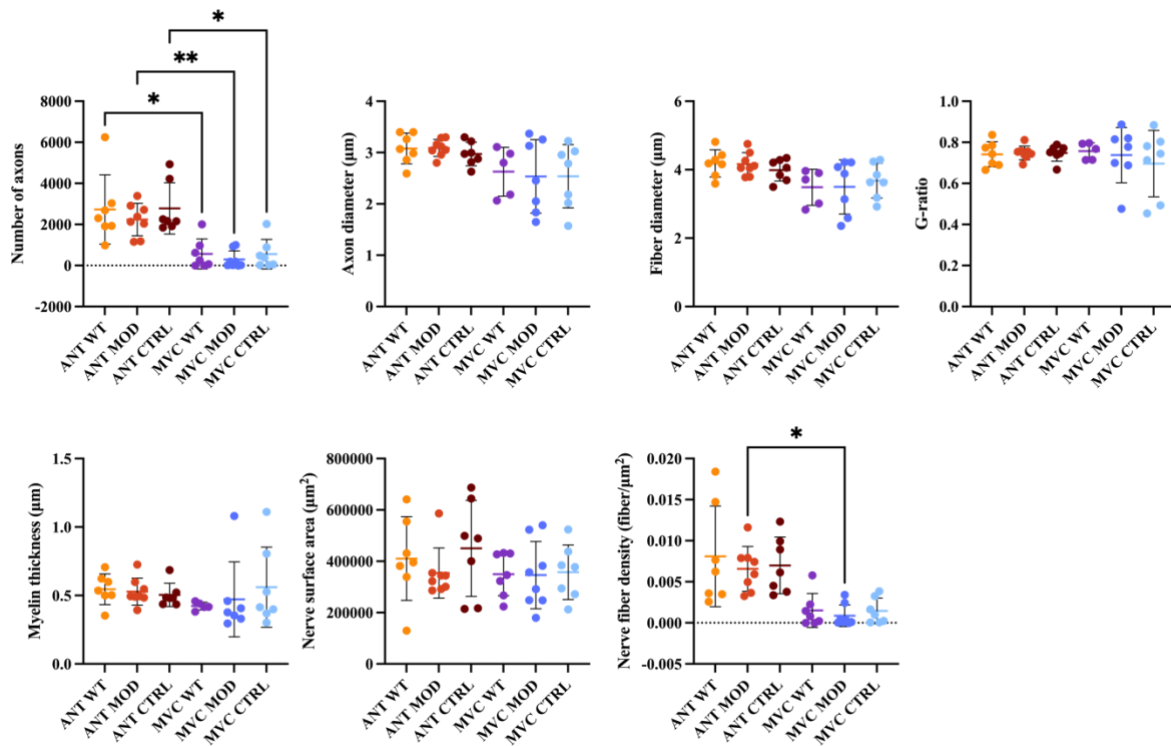 *
**
*
Number of axons
8000
6000
4000
2000
0
-2000
ANT WT
ANT MOD
ANT CTRL
MVC WT
MVC MOD
MVC CTRL
Axon diameter (µm)
4
3
2
1
0
ANT WT
ANT MOD
ANT CTRL
MVC WT
MVC MOD
MVC CTRL
Fiber diameter (µm)
6
4
2
0
ANT WT
ANT MOD
ANT CTRL
MVC WT
MVC MOD
MVC CTRL
G-ratio
1.0
0.8
0.6
0.4
0.2
0.0
ANT WT
ANT MOD
ANT CTRL
MVC WT
MVC MOD
MVC CTRL
Myelin thickness (µm)
1.5
1.0
0.5
0.0
ANT WT
ANT MOD
ANT CTRL
MVC WT
MVC MOD
MVC CTRL
Nerve surface area (µm²)
800000
600000
400000
200000
0
ANT WT
ANT MOD
ANT CTRL
MVC WT
MVC MOD
MVC CTRL
*
Nerve fiber density (fiber/µm²)
0.020
0.015
0.010
0.005
0.000
-0.005
ANT WT
ANT MOD
ANT CTRL
MVC WT
MVC MOD
MVC CTRL